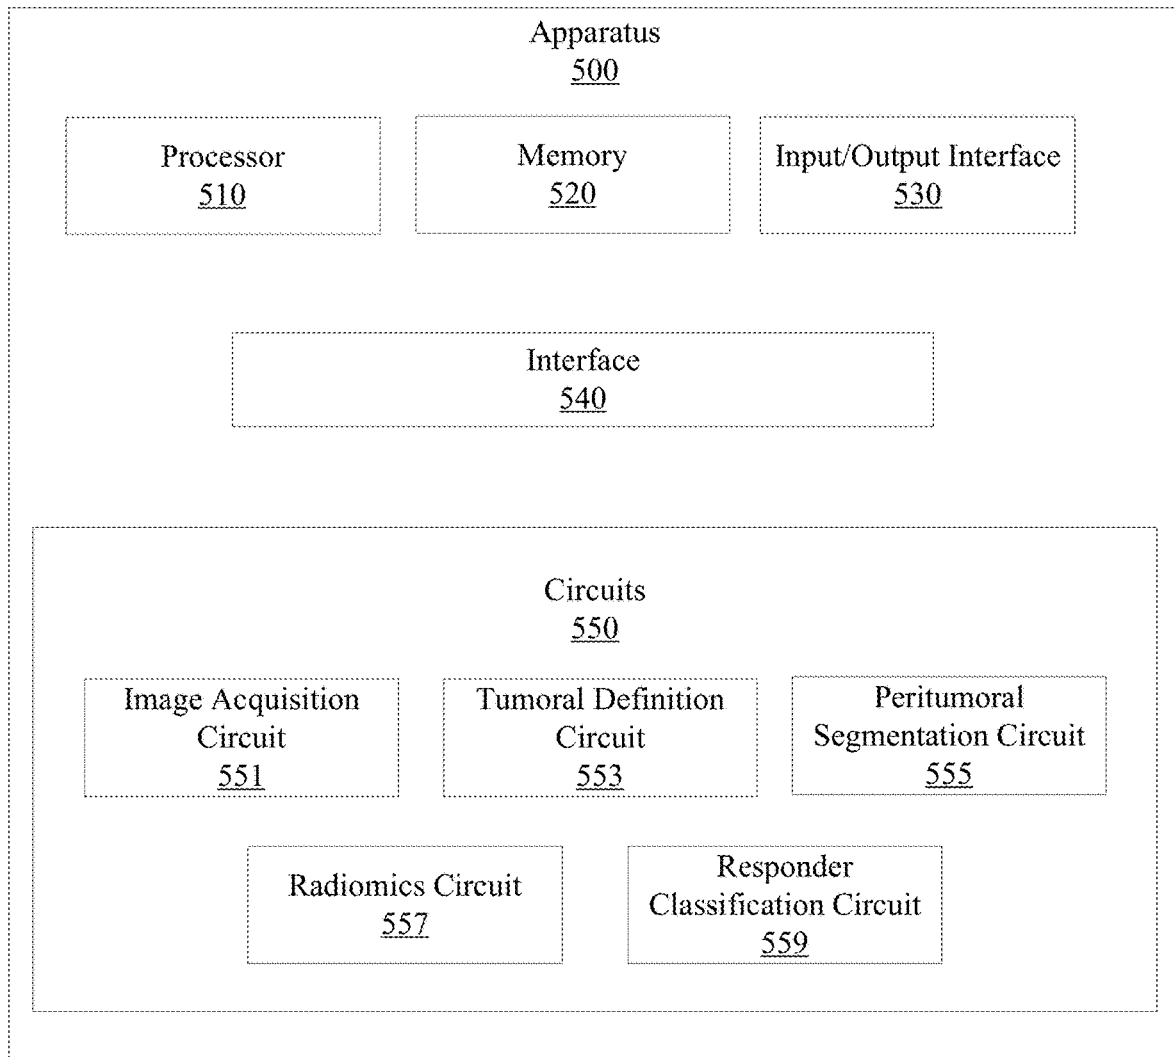 Apparatus
500
Processor
510
Memory
520
Input/Output Interface
530
Interface
540
Circuits
550
Image Acquisition
Circuit
551
Tumoral Definition
Circuit
553
Peritumoral
Segmentation Circuit
555
Radiomics Circuit
557
Responder
Classification Circuit
559